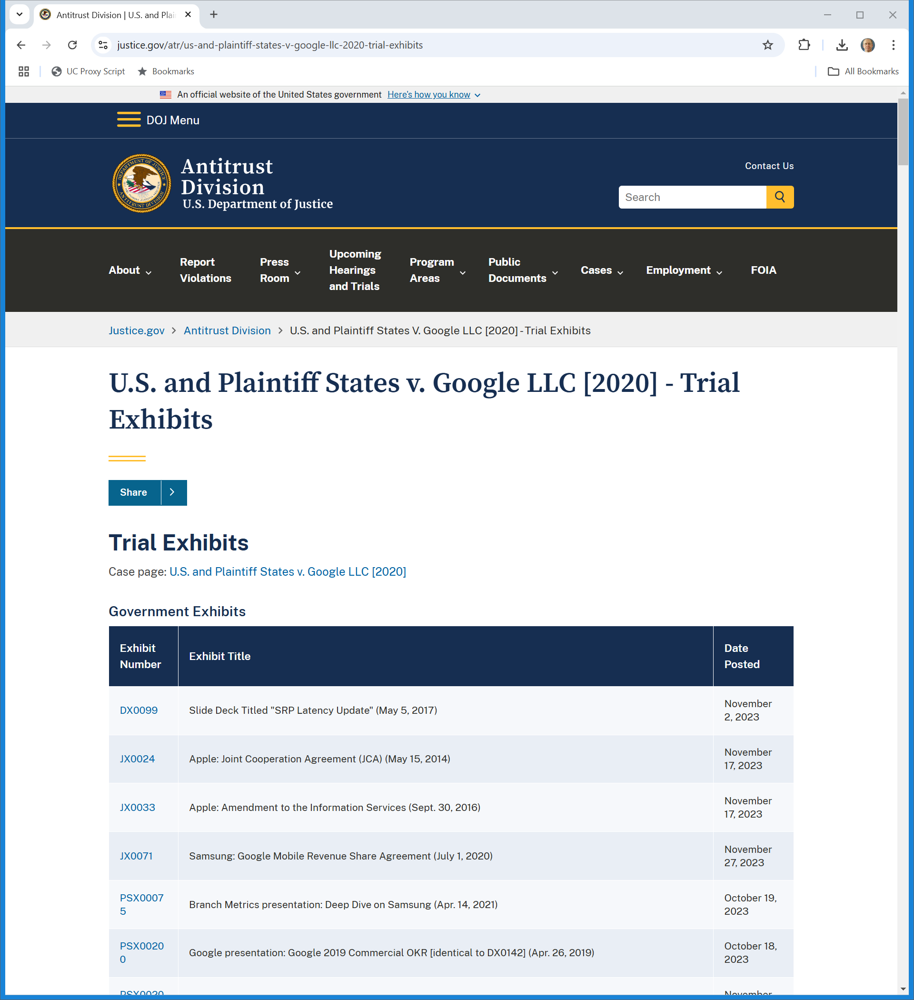 Antitrust Division | U.S. and Plai
justice.gov/atr/us-and-plaintiff-states-v-google-llc-2020-trial-exhibits
UC Proxy Script
Bookmarks
All Bookmarks
An official website of the United States government Here's how you know
DOJ Menu
Antitrust
Division
U.S. Department of Justice
Contact Us
Search
About
Report
Violations
Press
Room
Upcoming
Hearings
and Trials
Program
Areas
Public
Documents
Cases
Employment
FOIA
Justice.gov > Antitrust Division > U.S. and Plaintiff States V. Google LLC [2020] - Trial Exhibits
U.S. and Plaintiff States v. Google LLC [2020] - Trial
Exhibits
Share
Trial Exhibits
Case page: U.S. and Plaintiff States v. Google LLC [2020]
Government Exhibits
Exhibit
Number
Exhibit Title
Date
Posted
DX0099
Slide Deck Titled "SRP Latency Update" (May 5, 2017)
November
2, 2023
JX0024
Apple: Joint Cooperation Agreement (JCA) (May 15, 2014)
November
17, 2023
JX0033
Apple: Amendment to the Information Services (Sept. 30, 2016)
November
17, 2023
JX0071
Samsung: Google Mobile Revenue Share Agreement (July 1, 2020)
November
27, 2023
PSX0007
5
Branch Metrics presentation: Deep Dive on Samsung (Apr. 14, 2021)
October 19,
2023
PSX0020
0
Google presentation: Google 2019 Commercial OKR [identical to DX0142] (Apr. 26, 2019)
October 18,
2023
PSX0020
November